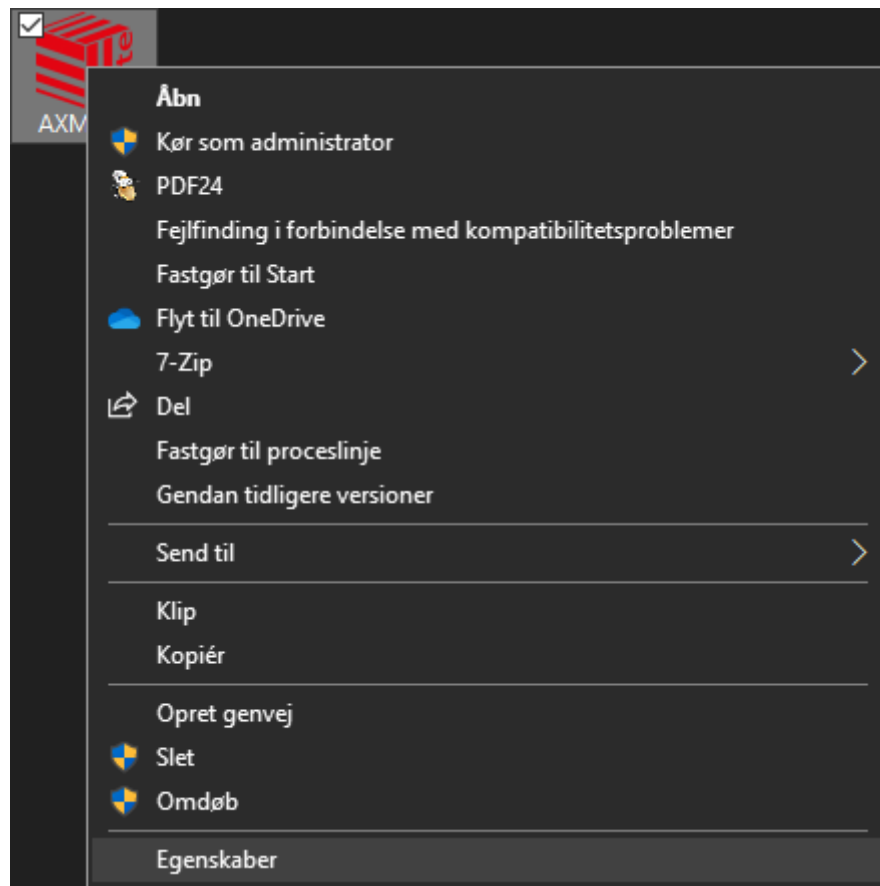 te
AXM
Åbn
Kør som administrator
PDF24
Fejlfinding i forbindelse med kompatibilitetsproblemer
Fastgør til Start
Flyt til OneDrive
7-Zip
Del
Fastgør til proceslinje
Gendan tidligere versioner
Send til
Klip
Kopiér
Opret genvej
Slet
Omdøb
Egenskaber